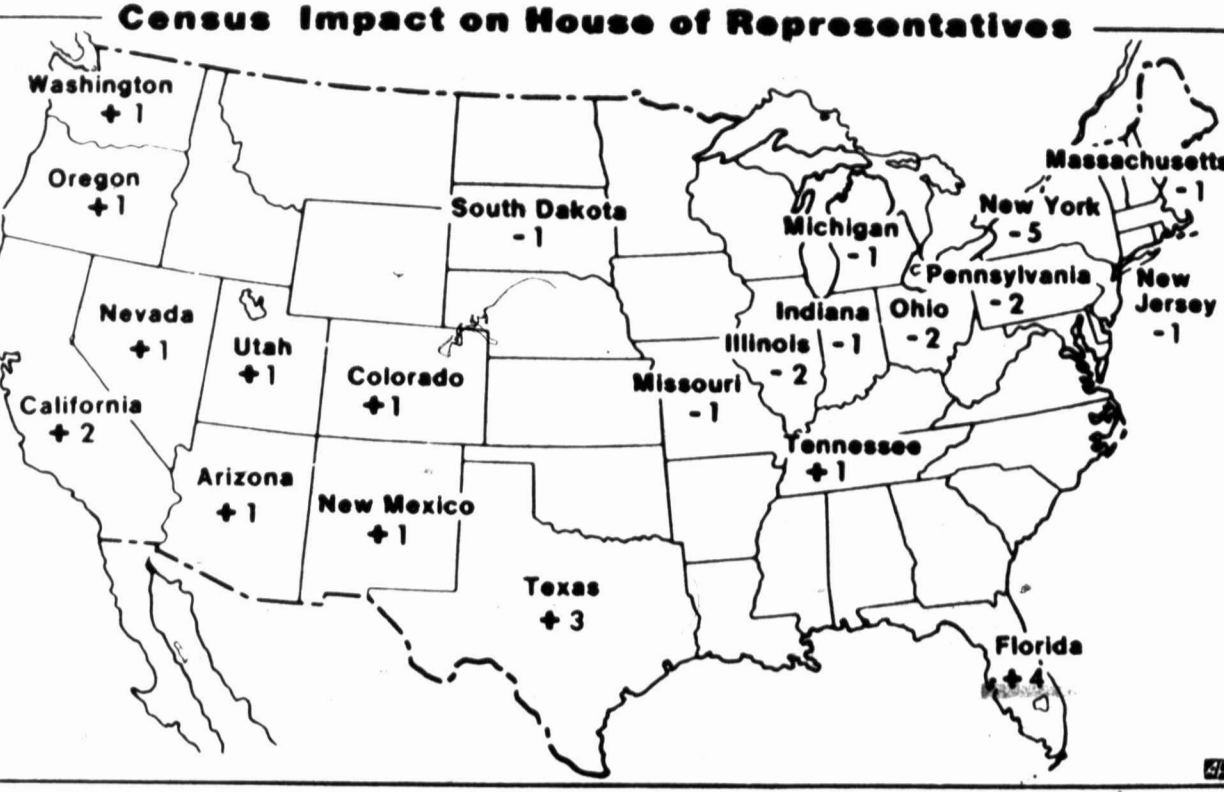 Census Impact on House of Representatives
Washington
+ 1
Oregon
+ 1
Nevada
+ 1
California
+ 2
Utah
+ 1
Colorado
+ 1
Arizona
+ 1
New Mexico
+ 1
Texas
+ 3
South Dakota
- 1
Missouri
- 1
Illinois
- 2
Indiana
- 1
Michigan
- 1
Ohio
- 2
Pennsylvania
- 2
New York
- 5
Massachusetts
- 1
New
Jersey
- 1
Tennessee
+ 1
Florida
+ 4